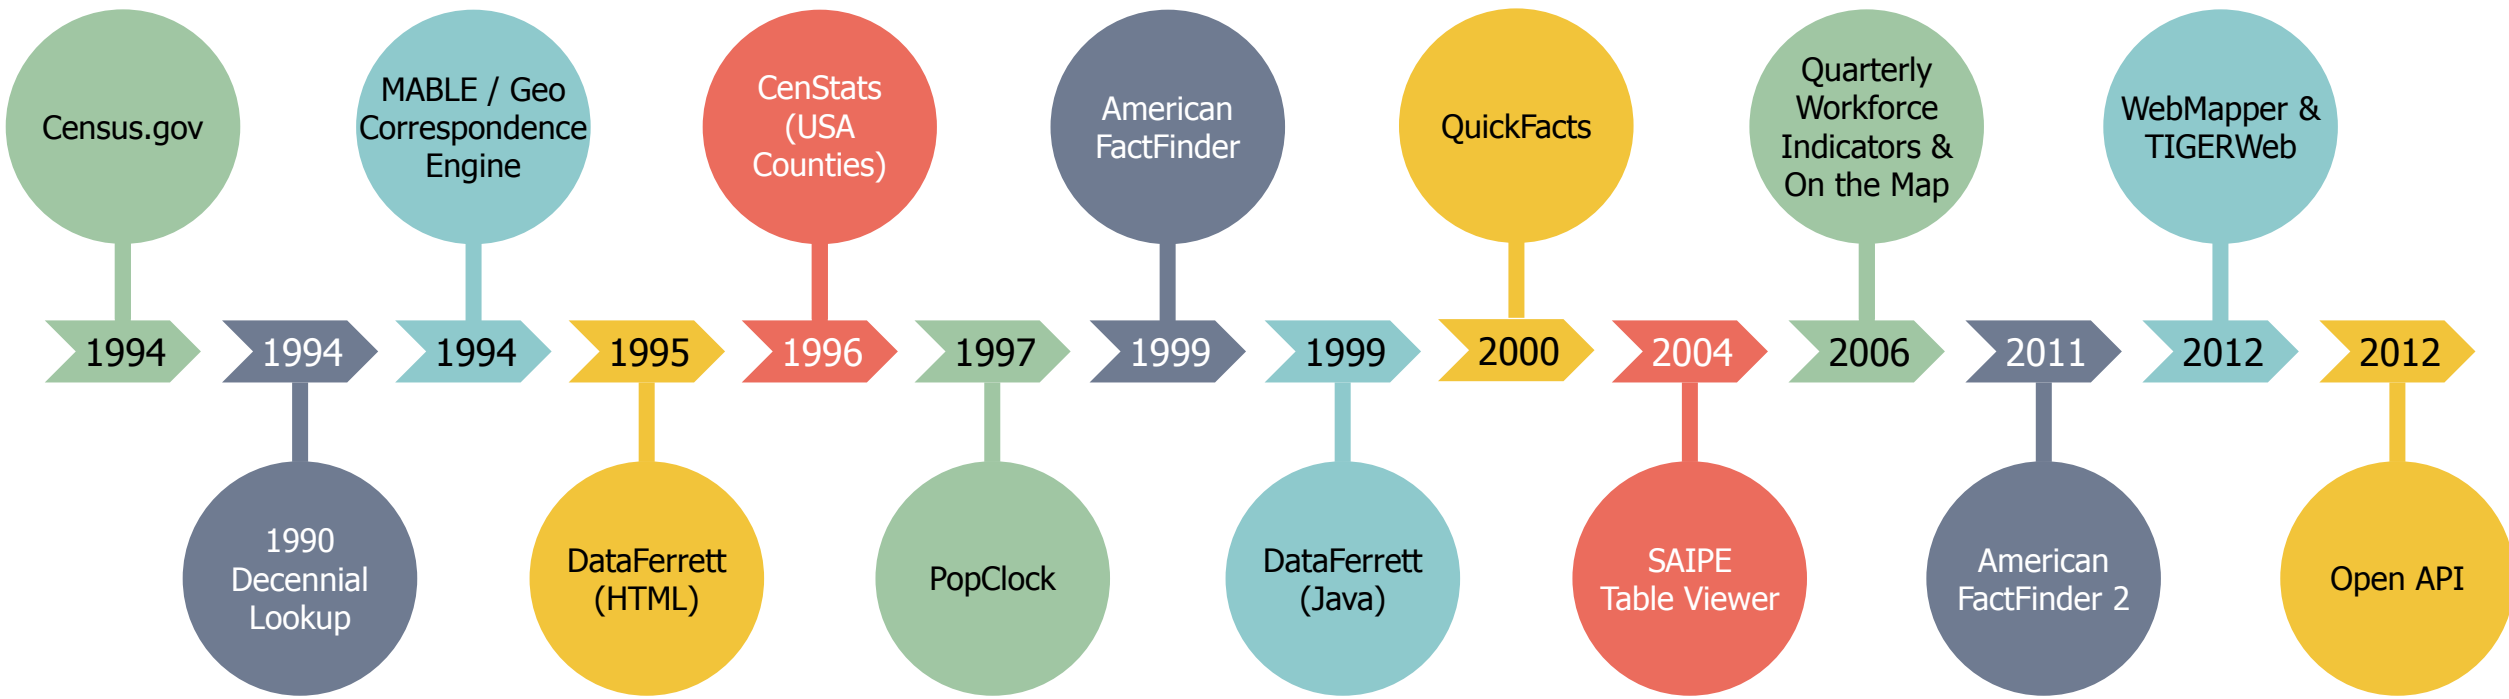 Census.gov
MABLE / Geo
Correspondence
Engine
CenStats
(USA
Counties)
American
FactFinder
QuickFacts
Quarterly
Workforce
Indicators &
On the Map
WebMapper &
TIGERWeb
1994
1994
1994
1995
1996
1997
1999
1999
2000
2004
2006
2011
2012
2012
1990
Decennial
Lookup
DataFerrett
(HTML)
PopClock
DataFerrett
(Java)
SAIPE
Table Viewer
American
FactFinder 2
Open API